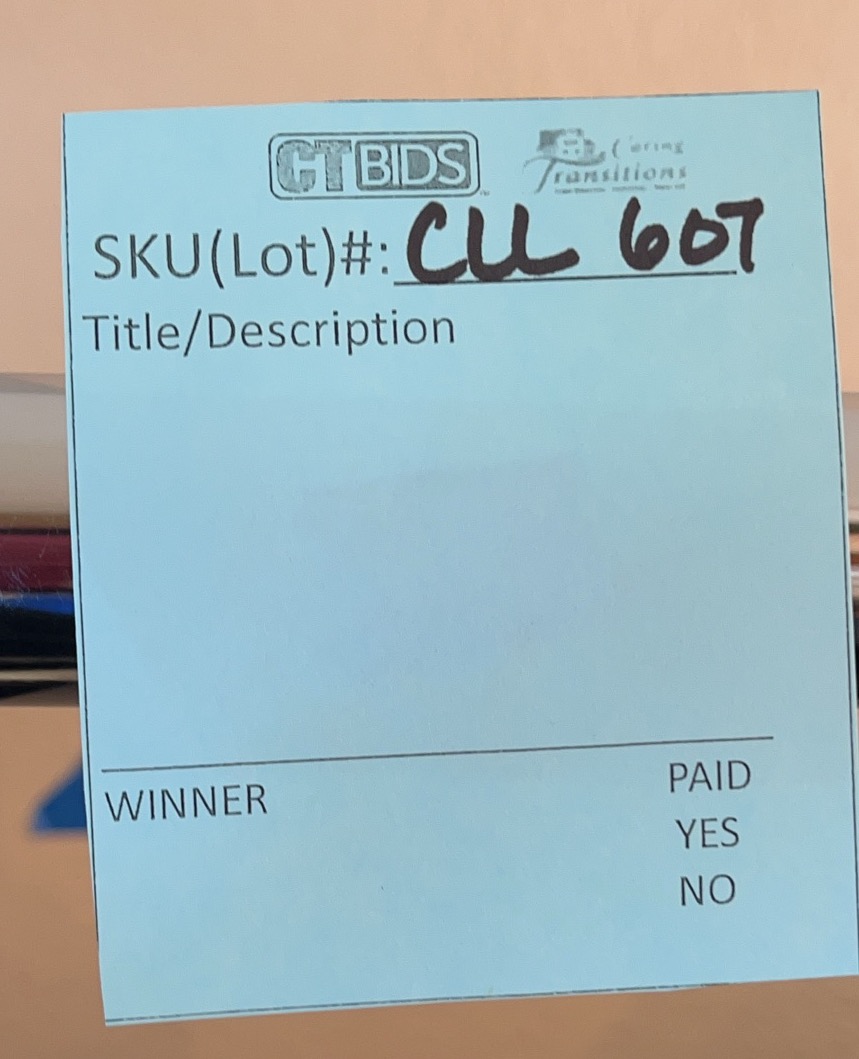 CTBIDS
Caring
Transitions
SKU(Lot)#: CLL 607
Title/Description
WINNER
PAID
YES
NO